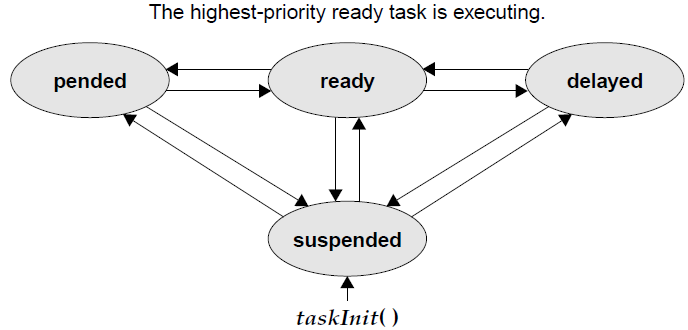 The highest-priority ready task is executing.
pended ready delayed
suspended
taskInit( )